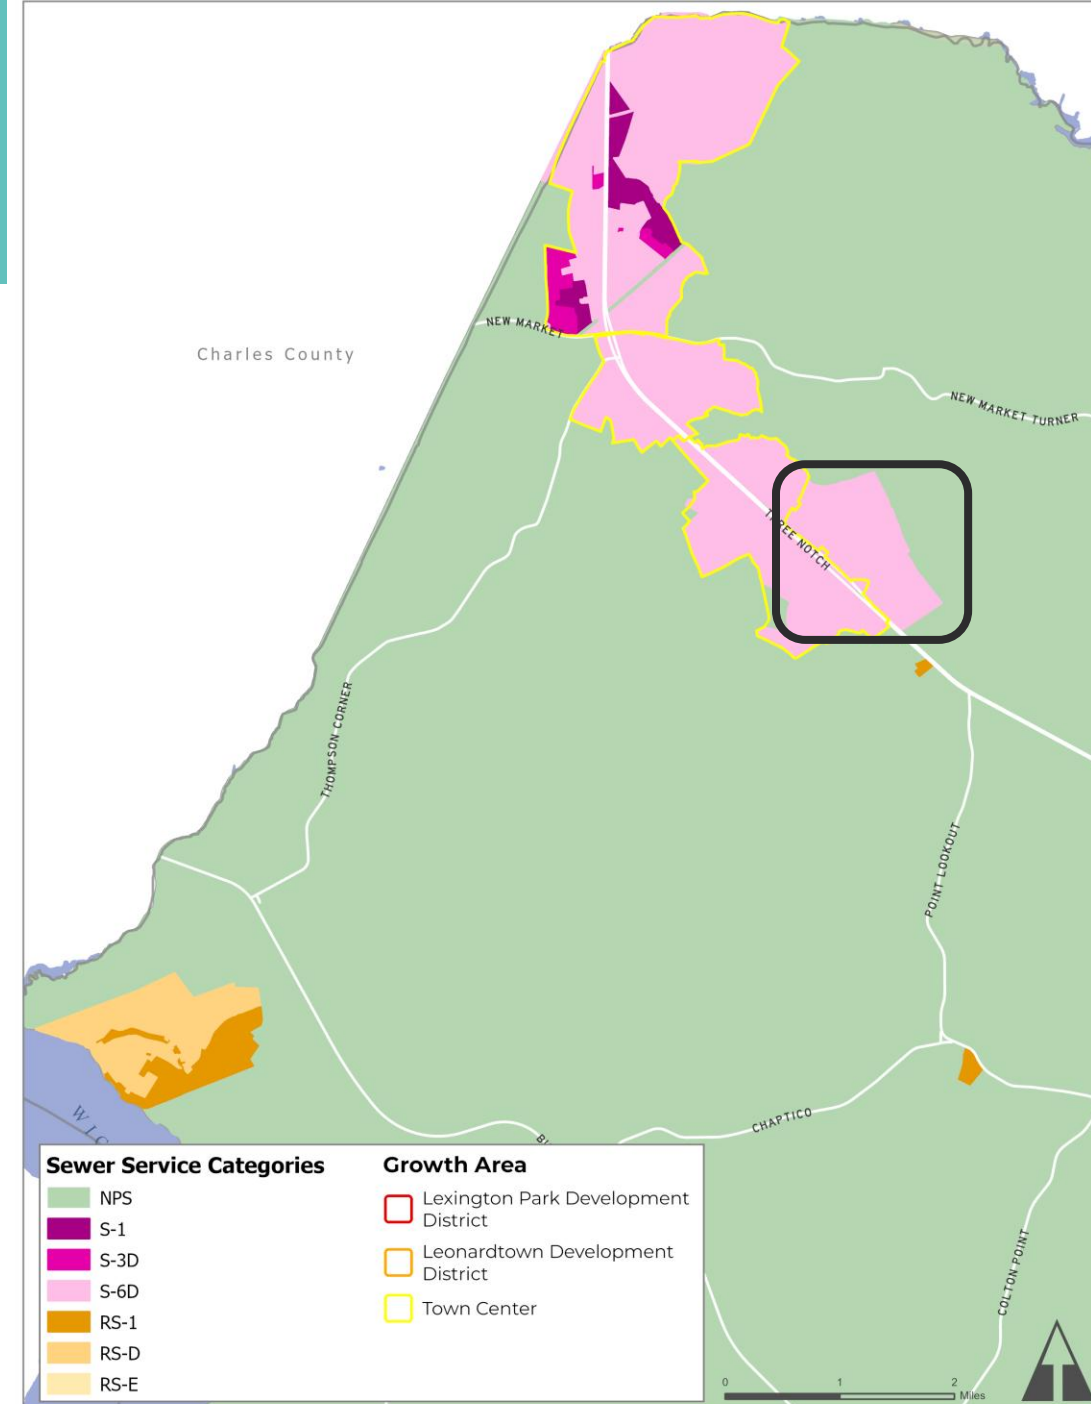 Charles County
NEW MARKET
NEW MARKET TURNER
THREE NOTCH
THOMPSON CORNER
POINT LOOKOUT
CHAPTICO
COLTON POINT
Sewer Service Categories
NPS
S-1
S-3D
S-6D
RS-1
RS-D
RS-E
Growth Area
Lexington Park Development
District
Leonardtown Development
District
Town Center
0 1 2
Miles